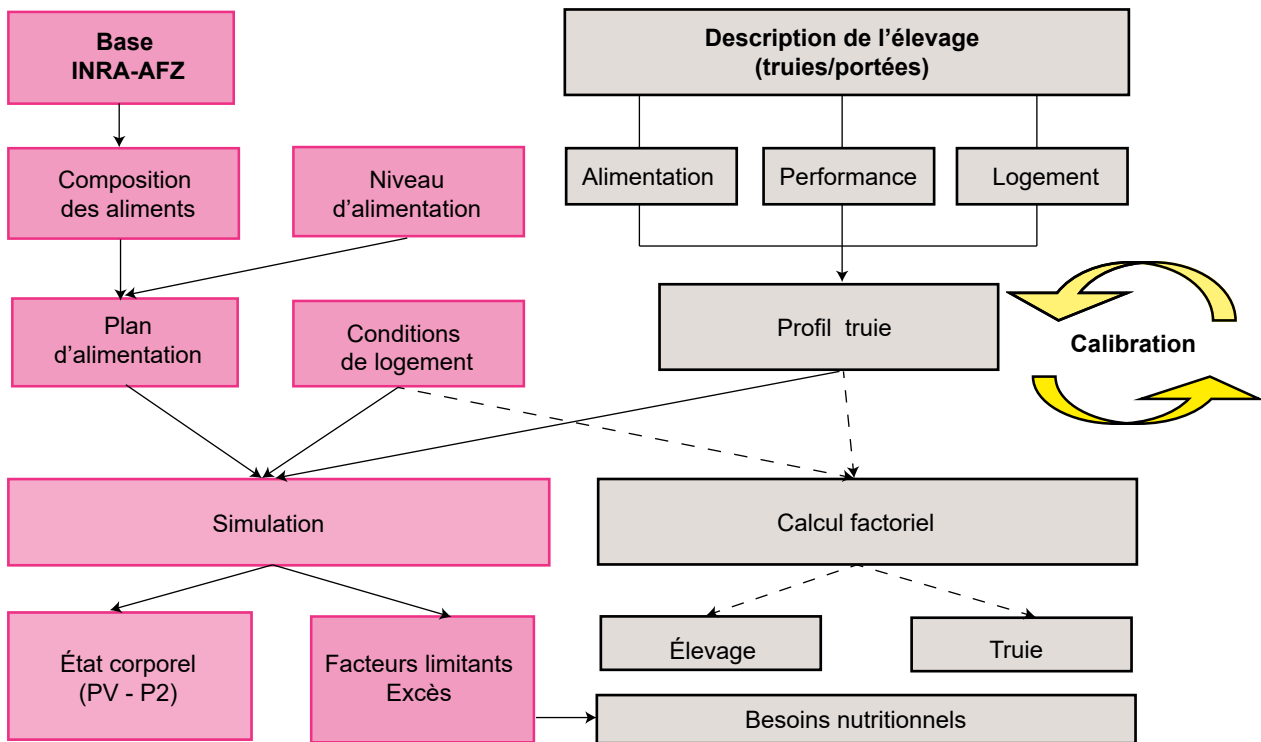 Base
INRA-AFZ
Description de l’élevage
(truies/portées)
Composition
des aliments
Niveau
d’alimentation
Alimentation
Performance
Logement
Plan
d’alimentation
Conditions
de logement
Profil truie
Calibration
Simulation
Calcul factoriel
État corporel
(PV - P2)
Facteurs limitants
Excès
Élevage
Truie
Besoins nutritionnels